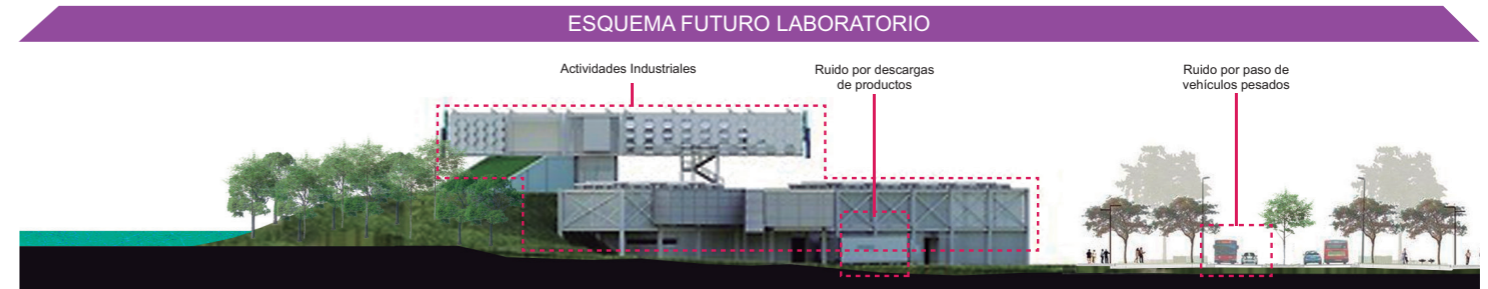 ESQUEMA FUTURO LABORATORIO
Actividades Industriales
Ruido por descargas
de productos
Ruido por paso de
vehículos pesados